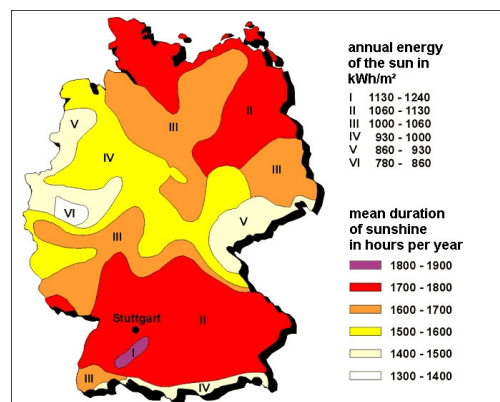 annual energy
of the sun in
kWh/m²
I 1130 - 1240
II 1060 - 1130
III 1000 - 1060
IV 930 - 1000
V 860 - 930
VI 780 - 860
mean duration
of sunshine
in hours per year
1800 - 1900
1700 - 1800
1600 - 1700
1500 - 1600
1400 - 1500
1300 - 1400
II
V
III
IV
III
VI
V
III
Stuttgart
II
I
III
IV